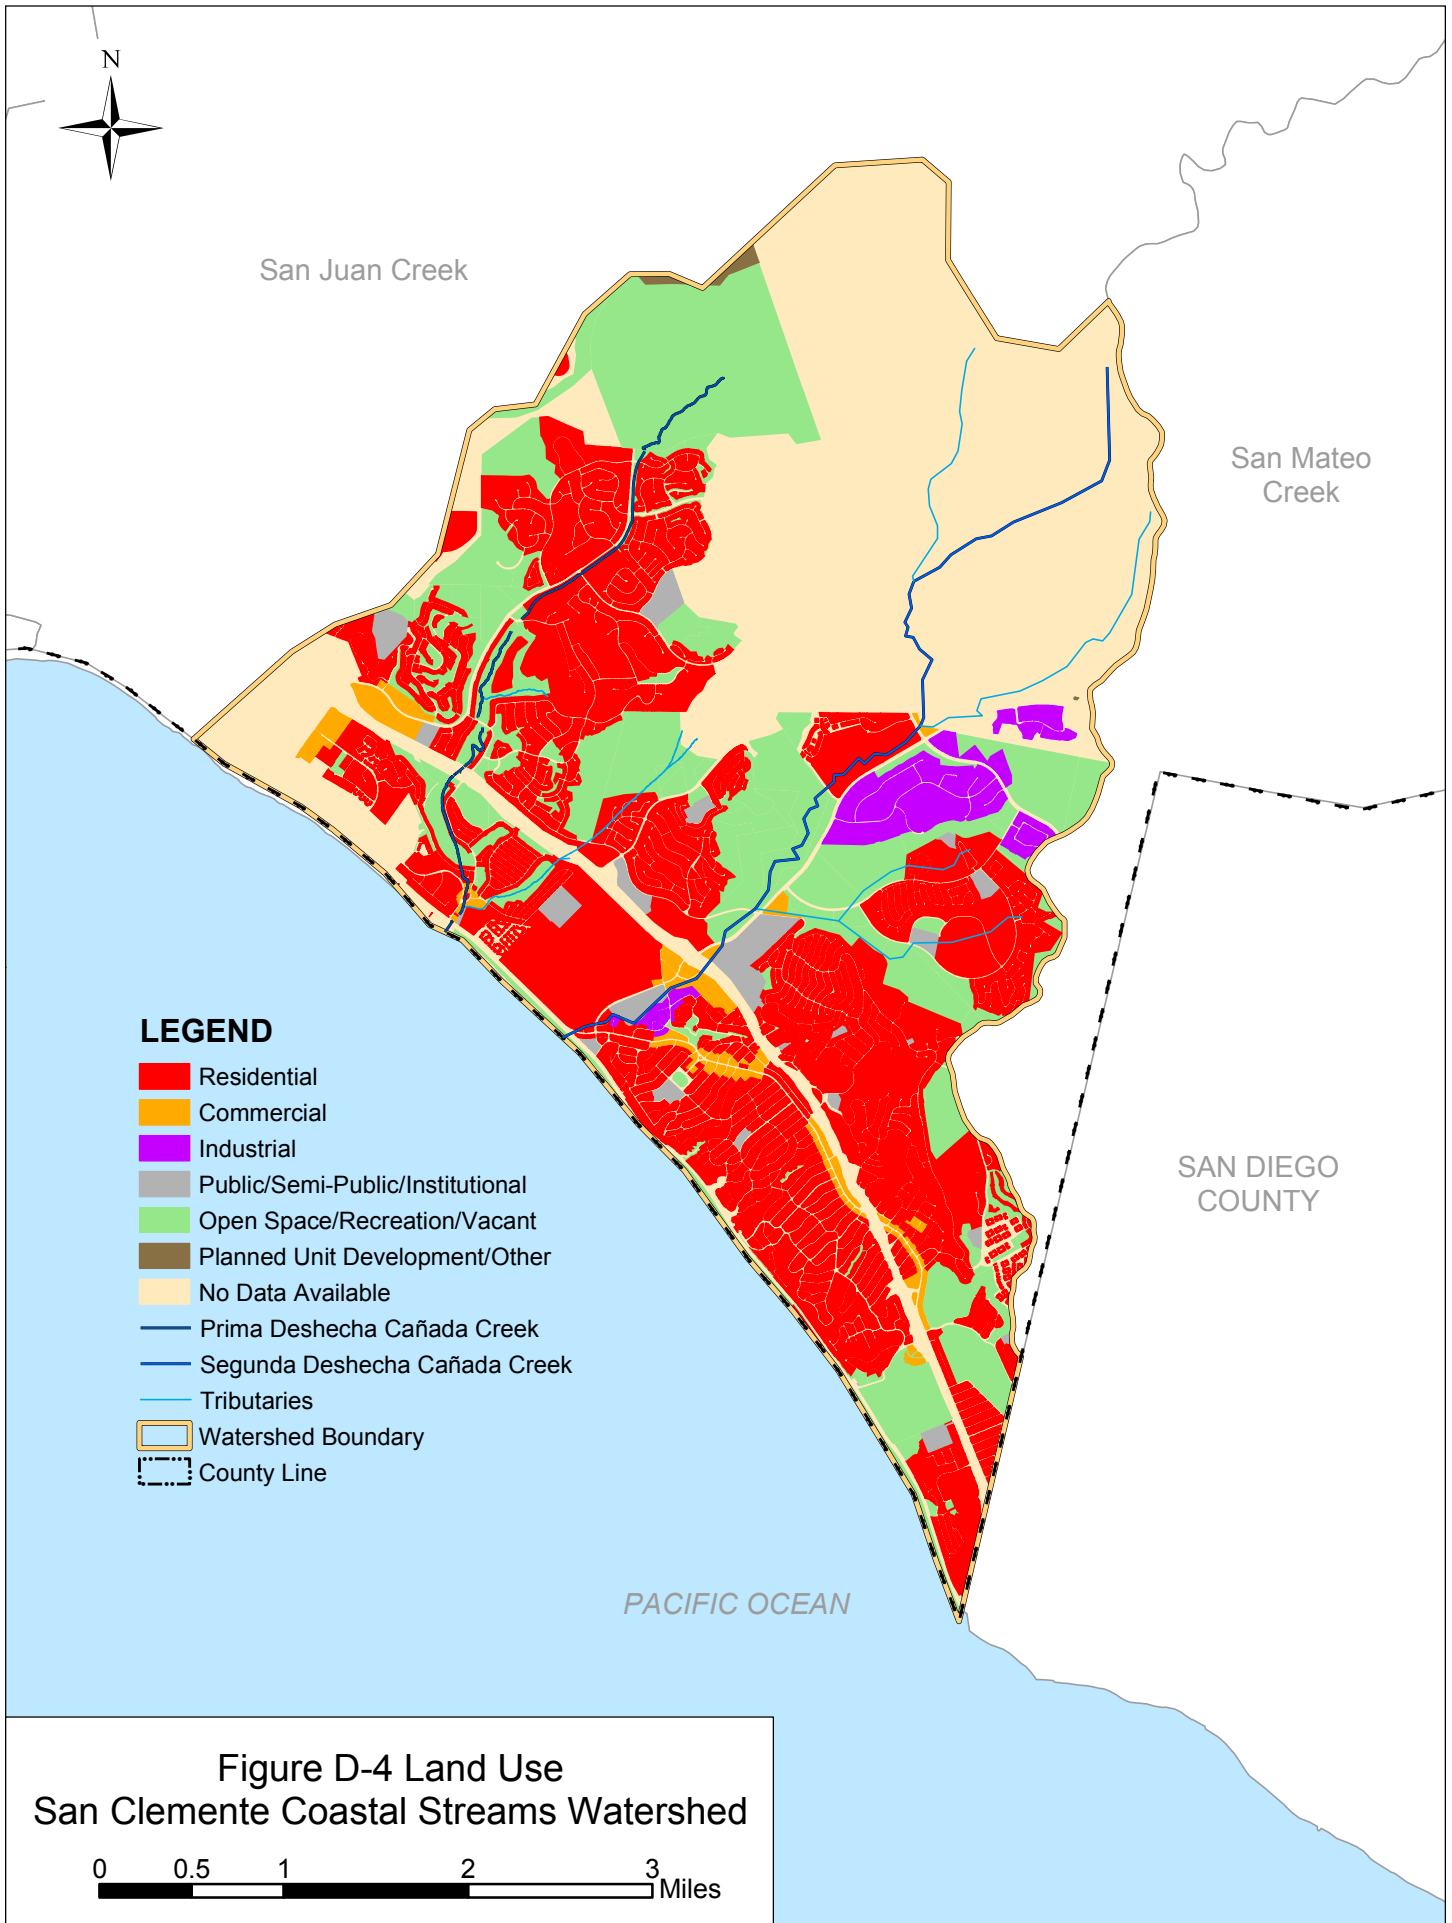 N
San Juan Creek
San Mateo
Creek
SAN DIEGO
COUNTY
LEGEND
Residential
Commercial
Industrial
Public/Semi-Public/Institutional
Open Space/Recreation/Vacant
Planned Unit Development/Other
No Data Available
Prima Deshecha Cañada Creek
Segunda Deshecha Cañada Creek
Tributaries
Watershed Boundary
County Line
PACIFIC OCEAN
Figure D-4 Land Use
San Clemente Coastal Streams Watershed
0 0.5 1 2 3
Miles